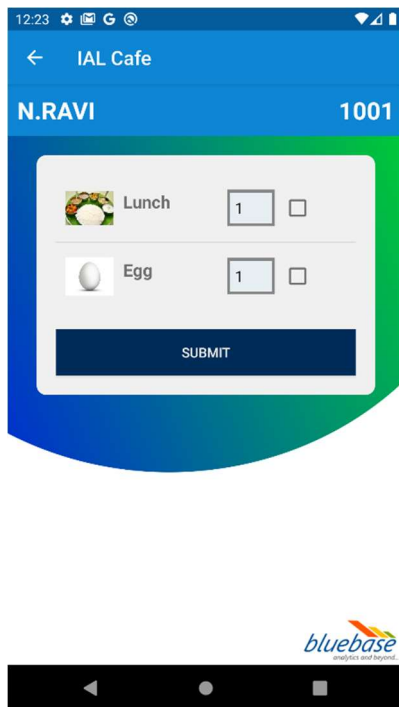 12:23 G
IAL Cafe
N.RAVI 1001
Lunch 1
Egg 1
SUBMIT
bluebase
analytics and beyond..